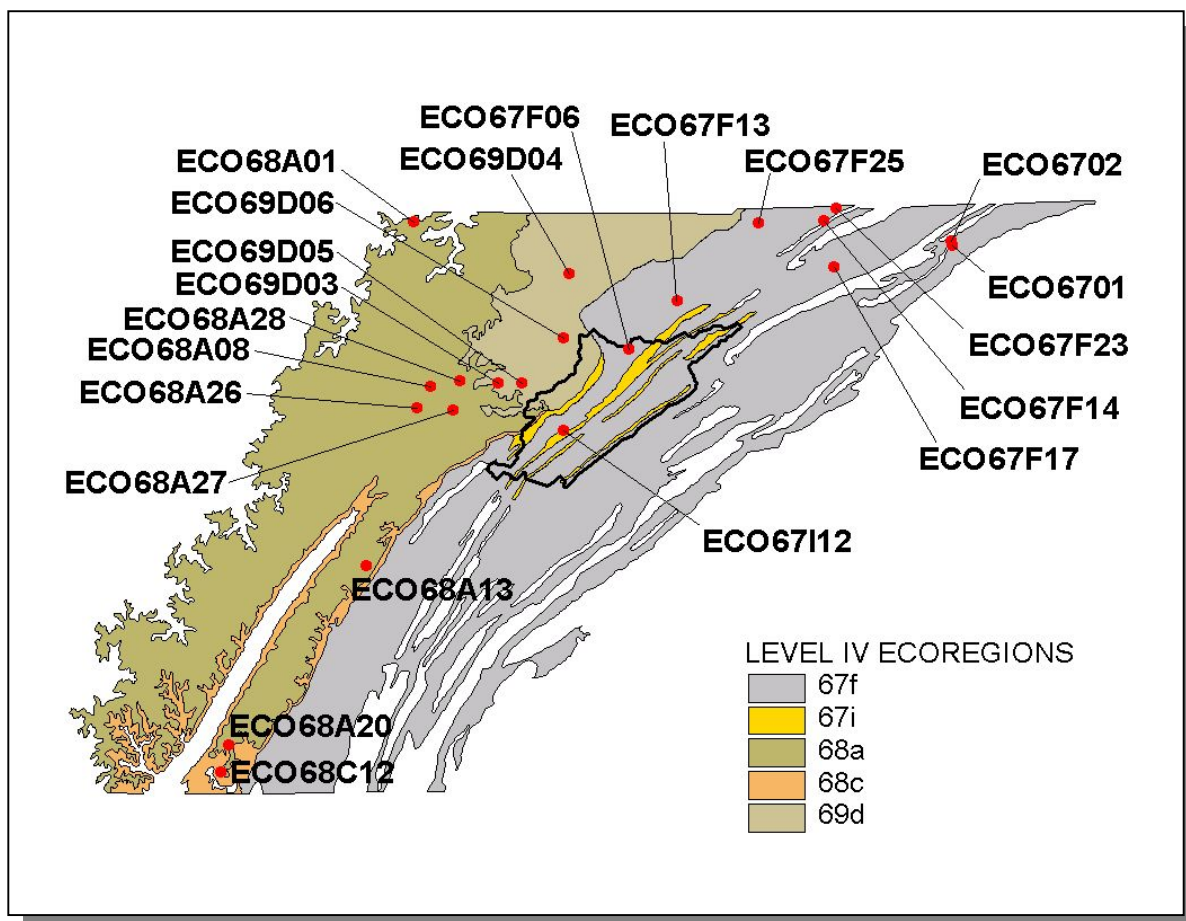 ECO67F06
ECO67F13
ECO68A01
ECO69D04
ECO67F25
ECO6702
ECO69D06
ECO69D05
ECO69D03
ECO6701
ECO68A28
ECO67F23
ECO68A08
ECO68A26
ECO67F14
ECO67F17
ECO68A27
ECO67I12
ECO68A13
LEVEL IV ECOREGIONS
67f
67i
68a
68c
69d
ECO68A20
ECO68C12